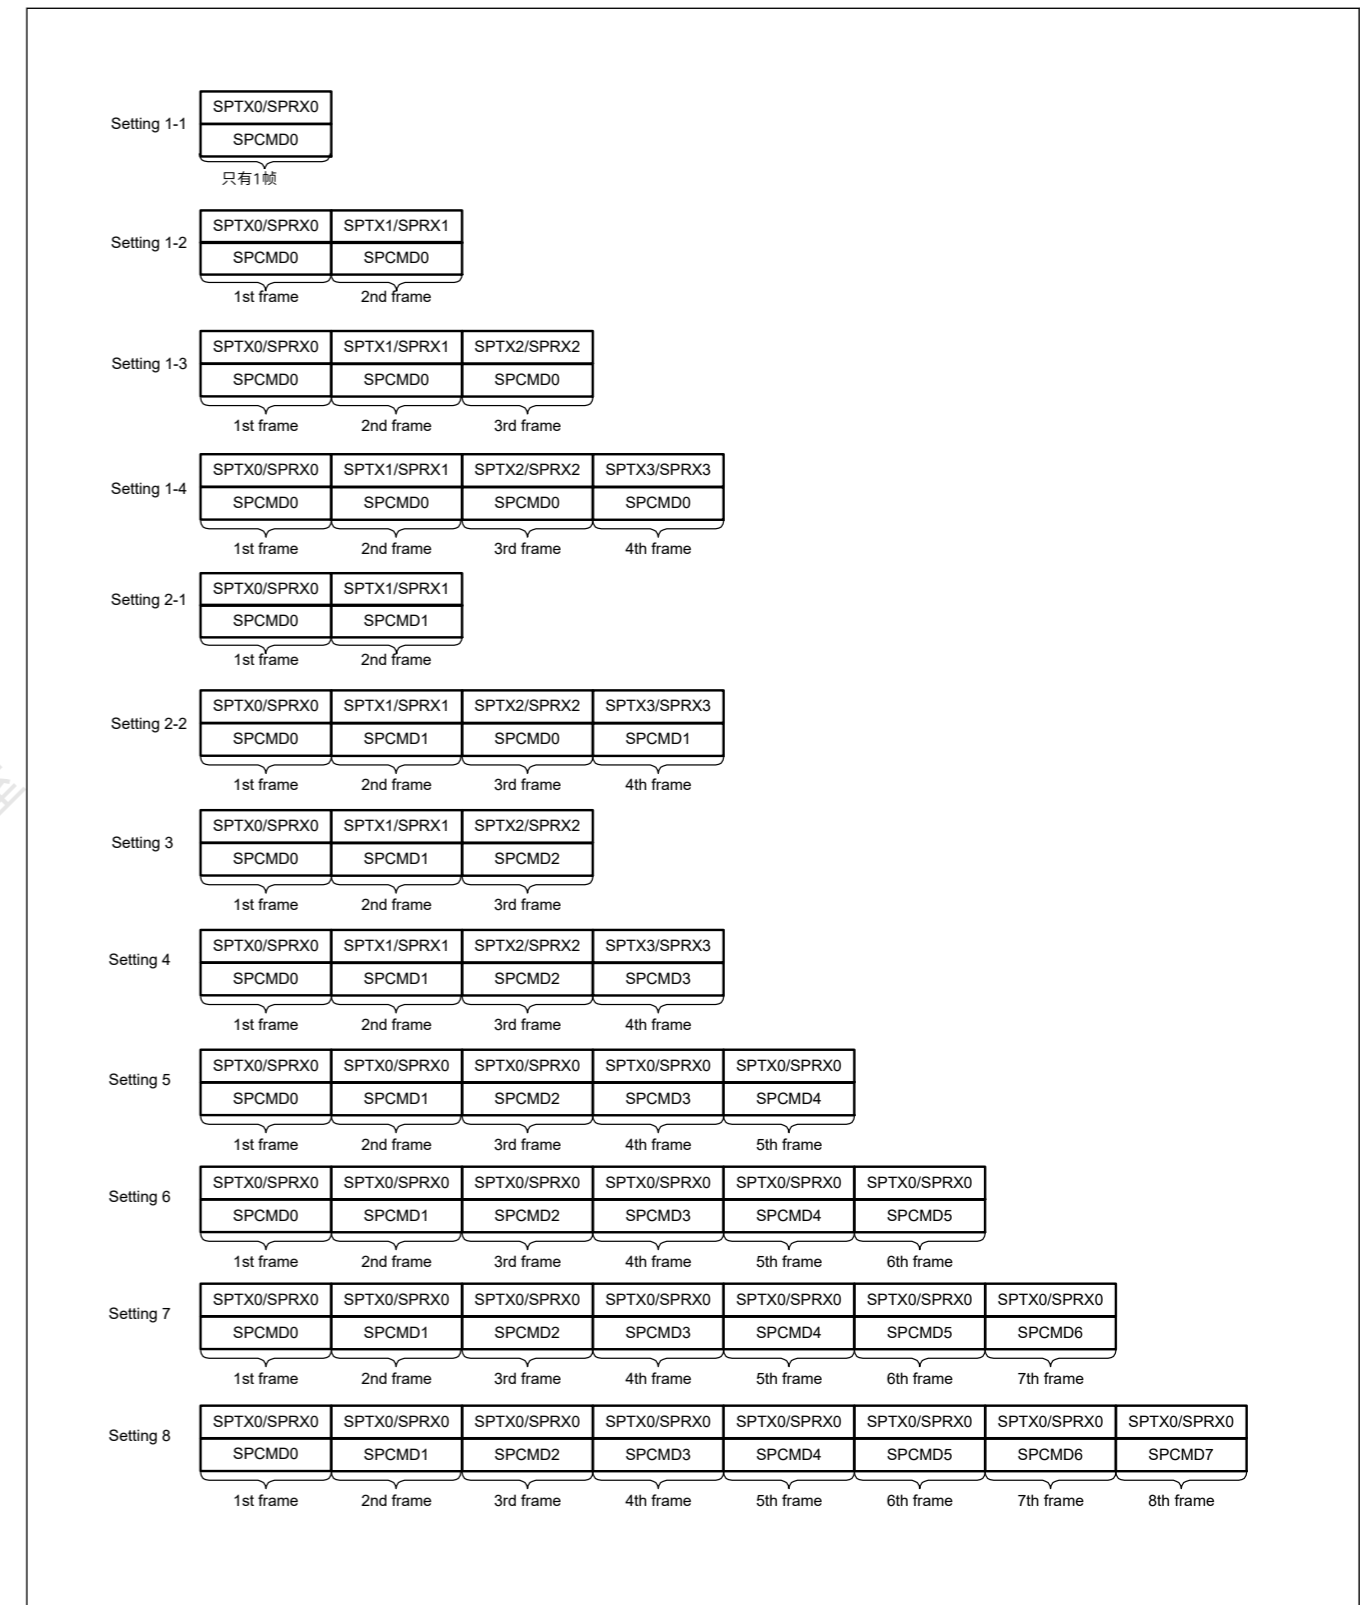 SPTX0/SPRX0
Setting 1-1
SPCMD0
只有1帧
SPTX0/SPRX0 SPTX1/SPRX1
Setting 1-2
SPCMD0 SPCMD0
1st frame 2nd frame
SPTX0/SPRX0 SPTX1/SPRX1 SPTX2/SPRX2
Setting 1-3
SPCMD0 SPCMD0 SPCMD0
1st frame 2nd frame 3rd frame
SPTX0/SPRX0 SPTX1/SPRX1 SPTX2/SPRX2 SPTX3/SPRX3
Setting 1-4
SPCMD0 SPCMD0 SPCMD0 SPCMD0
1st frame 2nd frame 3rd frame 4th frame
SPTX0/SPRX0 SPTX1/SPRX1
Setting 2-1
SPCMD0 SPCMD1
1st frame 2nd frame
SPTX0/SPRX0 SPTX1/SPRX1 SPTX2/SPRX2 SPTX3/SPRX3
Setting 2-2
SPCMD0 SPCMD1 SPCMD0 SPCMD1
1st frame 2nd frame 3rd frame 4th frame
SPTX0/SPRX0 SPTX1/SPRX1 SPTX2/SPRX2
Setting 3
SPCMD0 SPCMD1 SPCMD2
1st frame 2nd frame 3rd frame
SPTX0/SPRX0 SPTX1/SPRX1 SPTX2/SPRX2 SPTX3/SPRX3
Setting 4
SPCMD0 SPCMD1 SPCMD2 SPCMD3
1st frame 2nd frame 3rd frame 4th frame
SPTX0/SPRX0 SPTX0/SPRX0 SPTX0/SPRX0 SPTX0/SPRX0 SPTX0/SPRX0
Setting 5
SPCMD0 SPCMD1 SPCMD2 SPCMD3 SPCMD4
1st frame 2nd frame 3rd frame 4th frame 5th frame
SPTX0/SPRX0 SPTX0/SPRX0 SPTX0/SPRX0 SPTX0/SPRX0 SPTX0/SPRX0 SPTX0/SPRX0
Setting 6
SPCMD0 SPCMD1 SPCMD2 SPCMD3 SPCMD4 SPCMD5
1st frame 2nd frame 3rd frame 4th frame 5th frame 6th frame
SPTX0/SPRX0 SPTX0/SPRX0 SPTX0/SPRX0 SPTX0/SPRX0 SPTX0/SPRX0 SPTX0/SPRX0 SPTX0/SPRX0
Setting 7
SPCMD0 SPCMD1 SPCMD2 SPCMD3 SPCMD4 SPCMD5 SPCMD6
1st frame 2nd frame 3rd frame 4th frame 5th frame 6th frame 7th frame
SPTX0/SPRX0 SPTX0/SPRX0 SPTX0/SPRX0 SPTX0/SPRX0 SPTX0/SPRX0 SPTX0/SPRX0 SPTX0/SPRX0 SPTX0/SPRX0
Setting 8
SPCMD0 SPCMD1 SPCMD2 SPCMD3 SPCMD4 SPCMD5 SPCMD6 SPCMD7
1st frame 2nd frame 3rd frame 4th frame 5th frame 6th frame 7th frame 8th frame